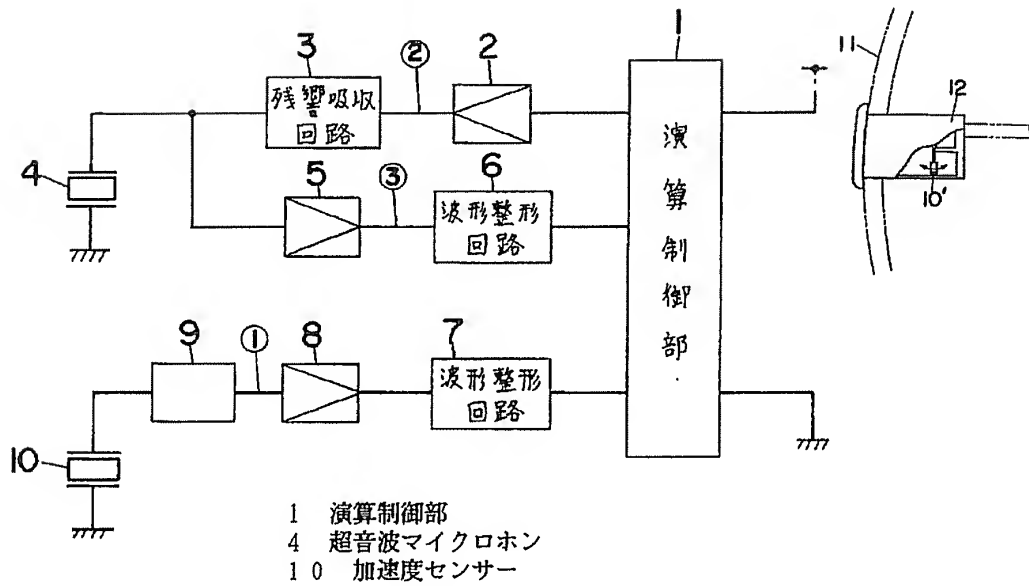 1
11
3
②
2
12
残響吸収
回路
4
5
③
6
波形整形
回路
10'
演算制御部
9
①
8
7
波形整形
回路
10
1 演算制御部
4 超音波マイクロホン
10 加速度センサー